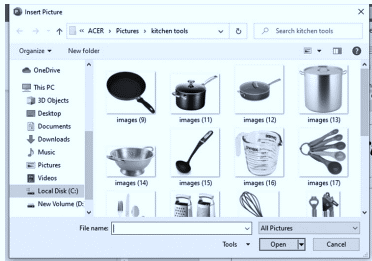 Insert Picture
« ACER › Pictures › kitchen tools
Search kitchen tools
Organize
New folder
OneDrive
This PC
3D Objects
Desktop
Documents
Downloads
Music
Pictures
Videos
Local Disk (C:)
New Volume (D:
images (9)
images (11)
images (12)
images (13)
images (14)
images (15)
images (16)
images (17)
File name:
All Pictures
Tools
Open
Cancel